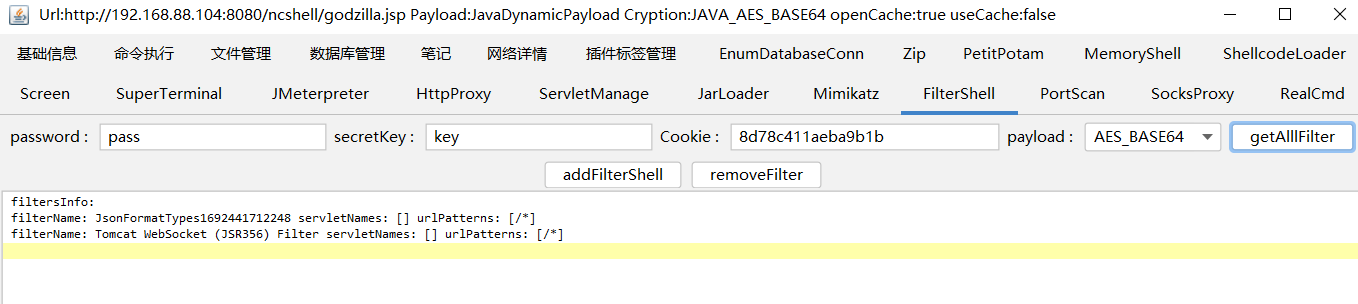 Url:http://192.168.88.104:8080/ncshell/godzilla.jsp Payload:JavaDynamicPayload Cryption:JAVA_AES_BASE64 openCache:true useCache:false
基础信息 命令执行 文件管理 数据库管理 笔记 网络详情 插件标签管理 EnumDatabaseConn Zip PetitPotam MemoryShell ShellcodeLoader
Screen SuperTerminal JMeterpreter HttpProxy ServletManage JarLoader Mimikatz FilterShell PortScan SocksProxy RealCmd
password : pass secretKey : key Cookie : 8d78c411aeba9b1b payload : AES_BASE64 getAlllFilter
addFilterShell removeFilter
filtersInfo:
filterName: JsonFormatTypes1692441712248 servletNames: [] urlPatterns: [/*]
filterName: Tomcat WebSocket (JSR356) Filter servletNames: [] urlPatterns: [/*]